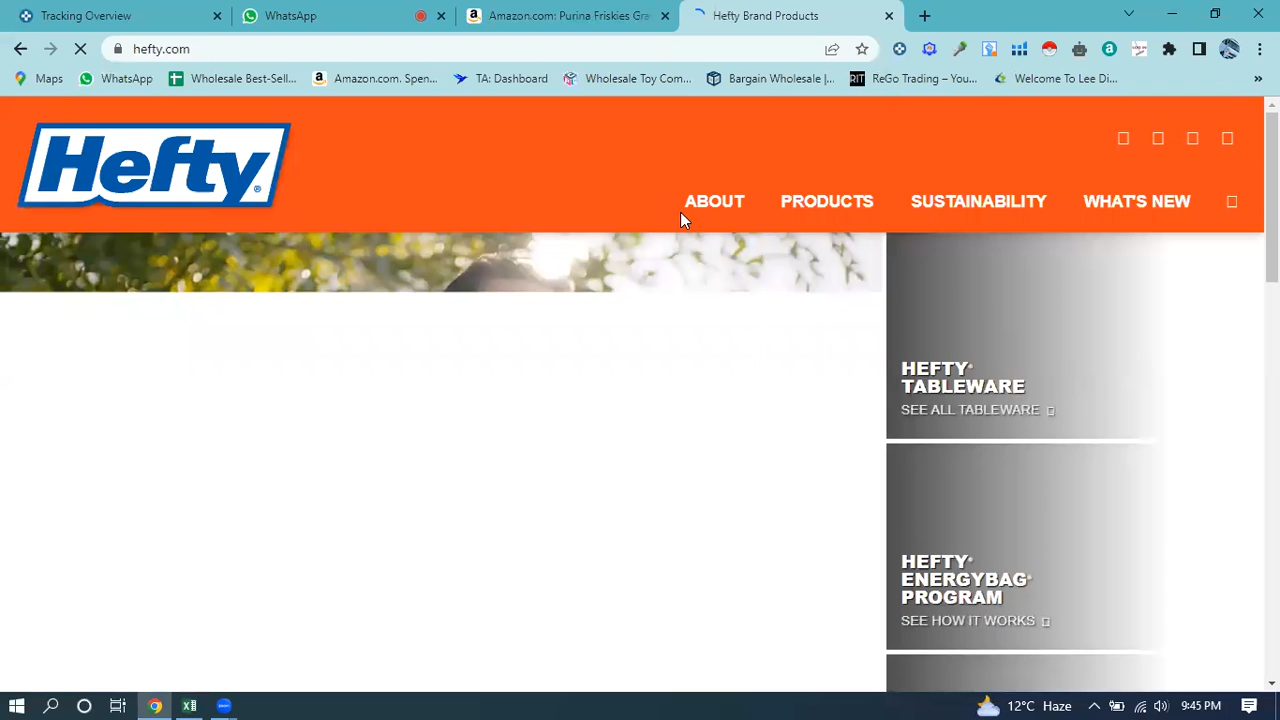 Tracking Overview
WhatsApp
Amazon.com: Purina Friskies Gra
Hefty Brand Products
hefty.com
Maps
WhatsApp
Wholesale Best-Sell...
Amazon.com. Spen...
TA: Dashboard
Wholesale Toy Com...
Bargain Wholesale |...
RIT
ReGo Trading – You...
Welcome To Lee Di...
»
Hefty®
ABOUT PRODUCTS SUSTAINABILITY WHAT'S NEW
HEFTY®
TABLEWARE
SEE ALL TABLEWARE
HEFTY®
ENERGYBAG®
PROGRAM
SEE HOW IT WORKS
12°C Haze
9:45 PM